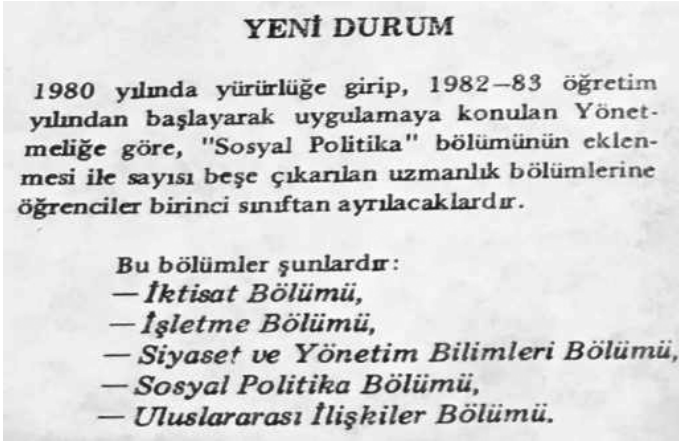 YENİ DURUM
1980 yılında yürürlüğe girip, 1982—83 öğretim
yılından başlayarak uygulamaya konulan Yönet-
meliğe göre, "Sosyal Politika" bölümünün eklen-
mesi ile sayısı beşe çıkarılan uzmanlık bölümlerine
öğrenciler birinci sınıftan ayrılacaklardır.
Bu bölümler şunlardır:
— İktisat Bölümü,
— İşletme Bölümü,
— Siyaset ve Yönetim Bilimleri Bölümü,
— Sosyal Politika Bölümü,
— Uluslararası İlişkiler Bölümü.